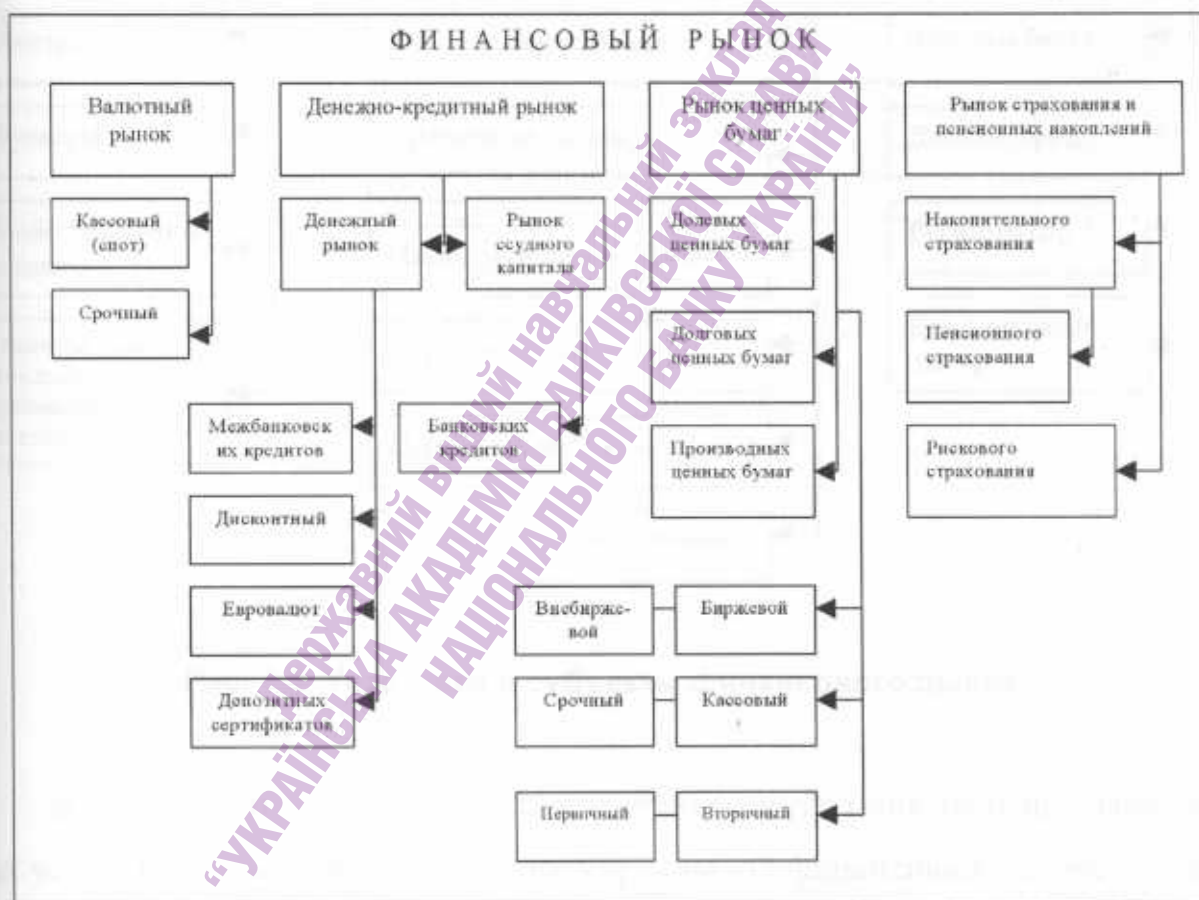 ФИНАНСОВЫЙ РЫНОК
Валютный
рынок
Денежно-кредитный рынок
Рынок ценных
бумаг
Рынок страхования и
пенсионных накоплений
Кассовый
(спот)
Срочный
Денежный
рынок
Рынок
ссудного
капитала
Долевых
ценных бумаг
Долговых
ценных бумаг
Производных
ценных бумаг
Накопительного
страхования
Пенсионного
страхования
Рискового
страхования
Межбанковск
их кредитов
Дисконтный
Евровалют
Депозитных
сертификатов
Банковских
кредитов
Внебирже-
вой
Биржевой
Срочный
Кассовый
Первичный
Вторичный
Державний вищий навчальний заклад
“УКРАЇНСЬКА АКАДЕМІЯ БАНКІВСЬКОЇ СПРАВИ
НАЦІОНАЛЬНОГО БАНКУ УКРАЇНИ”